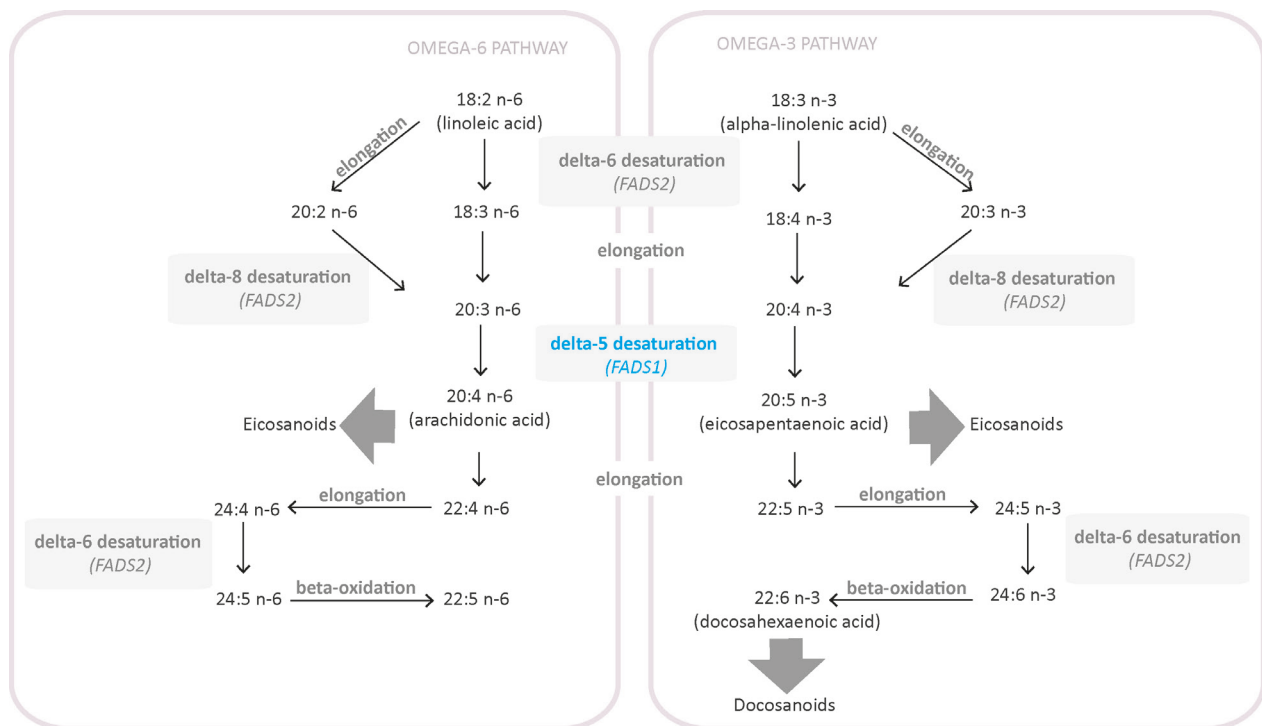 OMEGA-6 PATHWAY
OMEGA-3 PATHWAY
18:2 n-6
(linoleic acid)
18:3 n-3
(alpha-linolenic acid)
elongation
elongation
delta-6 desaturation
(FADS2)
20:2 n-6
18:3 n-6
18:4 n-3
20:3 n-3
elongation
delta-8 desaturation
(FADS2)
delta-8 desaturation
(FADS2)
20:3 n-6
20:4 n-3
delta-5 desaturation
(FADS1)
20:4 n-6
(arachidonic acid)
20:5 n-3
(eicosapentaenoic acid)
Eicosanoids
Eicosanoids
elongation
elongation
elongation
24:4 n-6
22:4 n-6
22:5 n-3
24:5 n-3
delta-6 desaturation
(FADS2)
delta-6 desaturation
(FADS2)
beta-oxidation
beta-oxidation
24:5 n-6
22:5 n-6
22:6 n-3
(docosahexaenoic acid)
24:6 n-3
Docosanoids